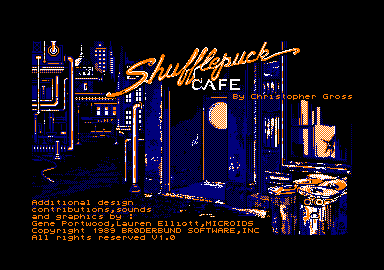 Shufflepuck
CAFE
By Christopher Gross
Additional design
contributions,sounds
and graphics by :
Gene Portwood,Lauren Elliott,MICROIDS
Copyright 1989 BRØDERBUND SOFTWARE,INC
All rights reserved V1.0